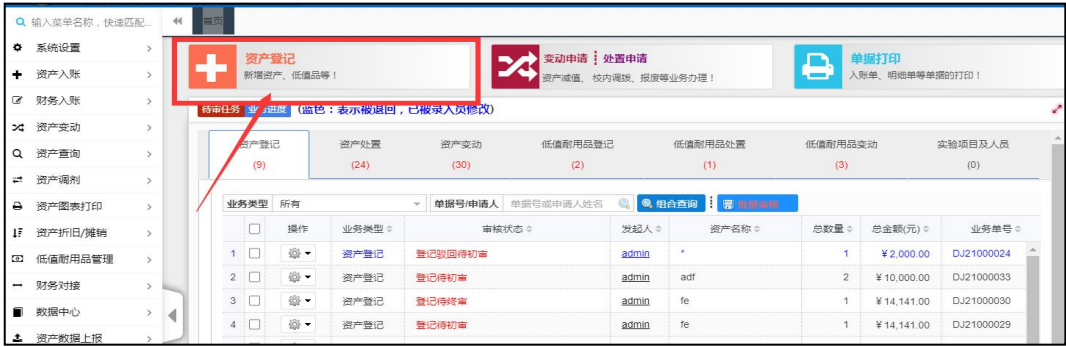 输入菜单名称，快速匹配...
首页
系统设置
资产入账
财务入账
资产变动
资产查询
资产调剂
资产图表打印
资产折旧/摊销
低值耐用品管理
财务对接
数据中心
资产数据上报
资产登记
新增资产、低值品等！
变动申请 处置申请
资产减值、校内调拨、报废等业务办理！
单据打印
入账单、明细单等单据的打印！
待审任务 业务进度 (蓝色：表示被退回，已被录入员修改)
资产登记 资产处置 资产变动 低值耐用品登记 低值耐用品处置 低值耐用品变动 实验项目及人员
(9) (24) (30) (2) (1) (3) (0)
业务类型 所有 单据号/申请人 单据号或申请人姓名 组合查询 批量审核
操作 业务类型 审核状态 发起人 资产名称 总数量 总金额(元) 业务单号
1 资产登记 登记驳回待初审 admin * 1 ¥2,000.00 DJ21000024
2 资产登记 登记待初审 admin adf 2 ¥10,000.00 DJ21000033
3 资产登记 登记待终审 admin fe 1 ¥14,141.00 DJ21000030
4 资产登记 登记待初审 admin fe 1 ¥14,141.00 DJ21000029